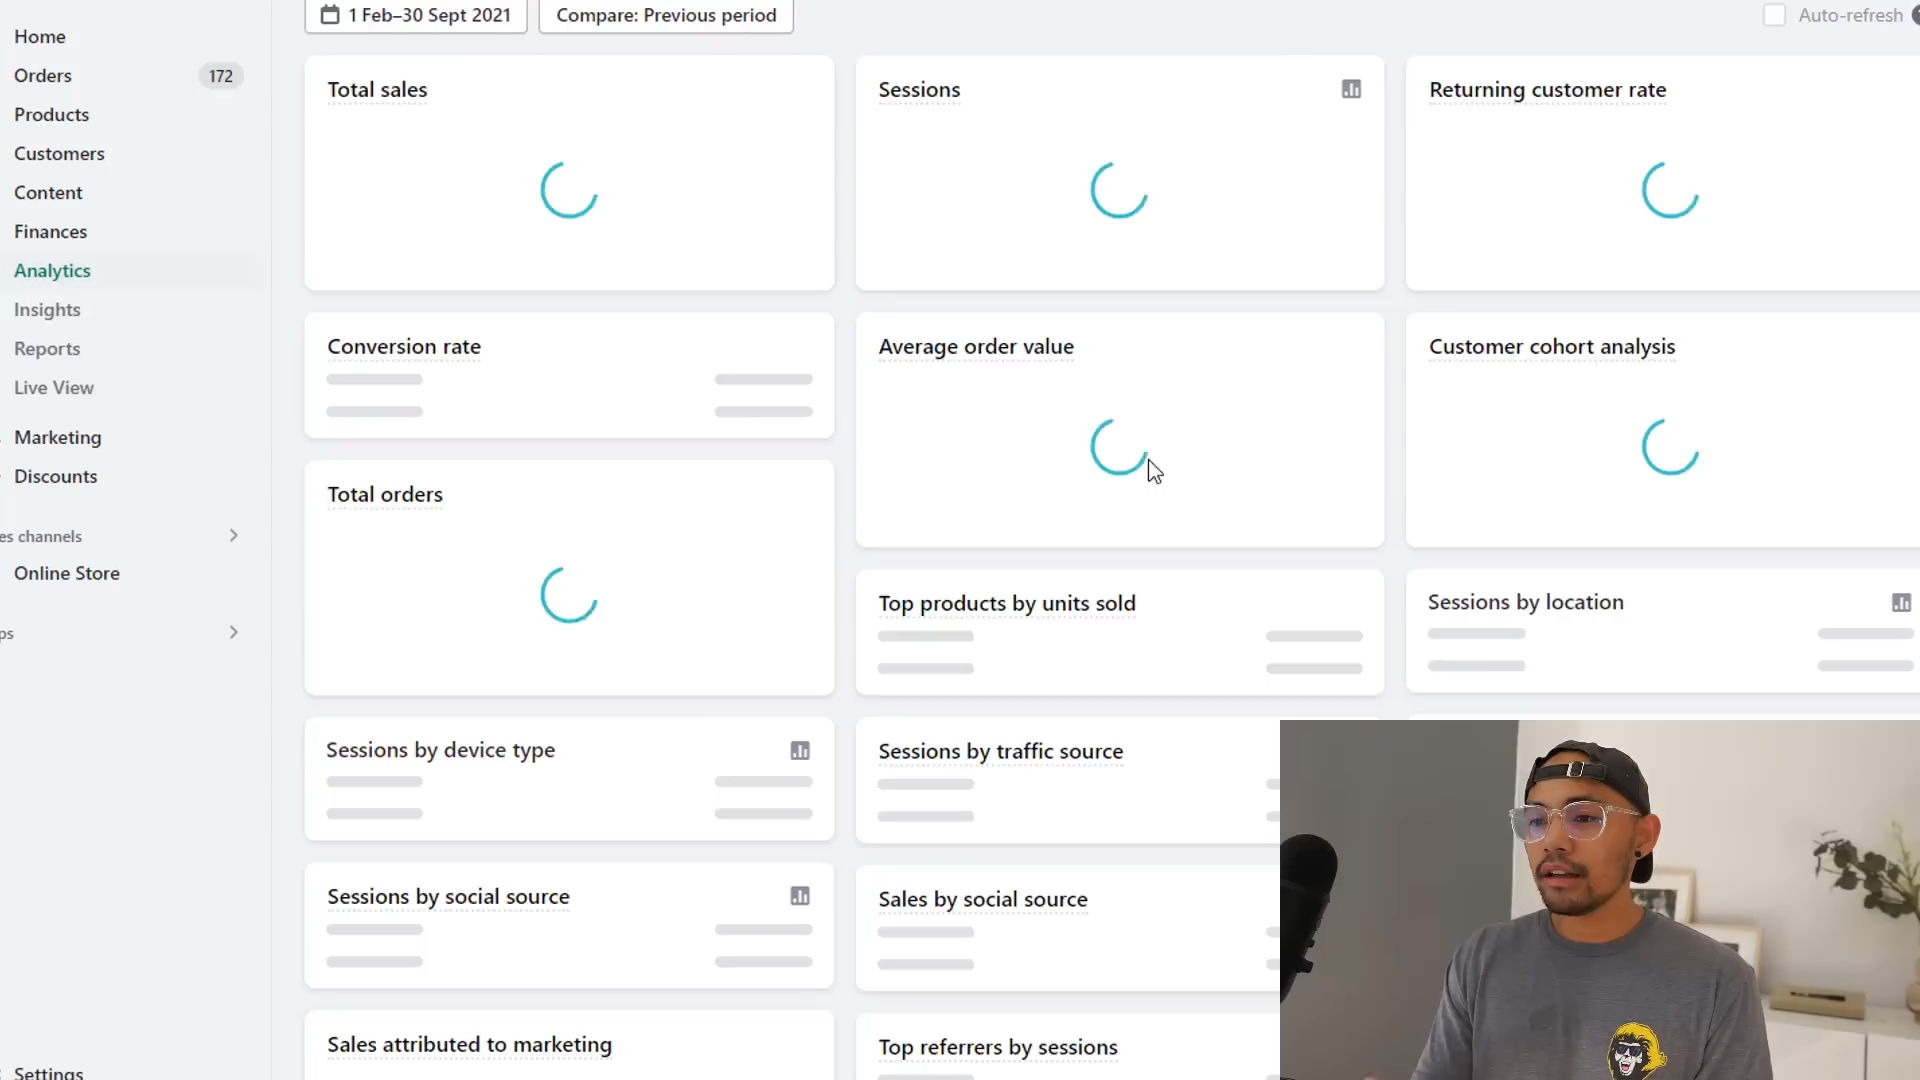 1 Feb–30 Sept 2021
Compare: Previous period
Auto-refresh
Home
Orders
172
Products
Customers
Content
Finances
Analytics
Insights
Reports
Live View
Marketing
Discounts
es channels
Online Store
ps
Settings
Total sales
Sessions
Returning customer rate
Conversion rate
Average order value
Customer cohort analysis
Total orders
Top products by units sold
Sessions by location
Sessions by device type
Sessions by traffic source
Sessions by social source
Sales by social source
Sales attributed to marketing
Top referrers by sessions